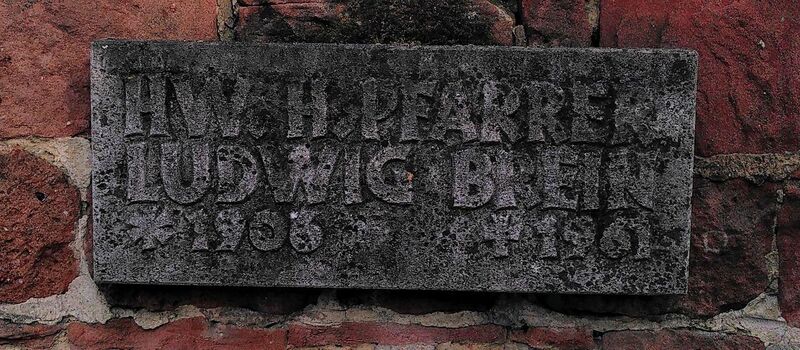 HW. H. PFARRER
LUDWIG BREIN
* 1906 ✝ 1961